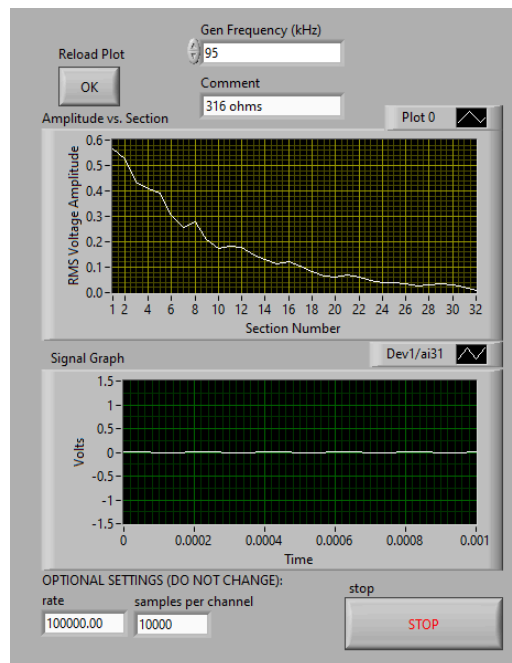 Gen Frequency (kHz)
Reload Plot
95
OK
Comment
316 ohms
Amplitude vs. Section
Plot 0
RMS Voltage Amplitude
0.6
0.5
0.4
0.3
0.2
0.1
0.0
1 2 4 6 8 10 12 14 16 18 20 22 24 26 28 30 32
Section Number
Signal Graph
Dev1/ai31
Volts
1.5
1
0.5
0
-0.5
-1
-1.5
0 0.0002 0.0004 0.0006 0.0008 0.001
Time
OPTIONAL SETTINGS (DO NOT CHANGE):
rate samples per channel
100000.00 10000
stop
STOP